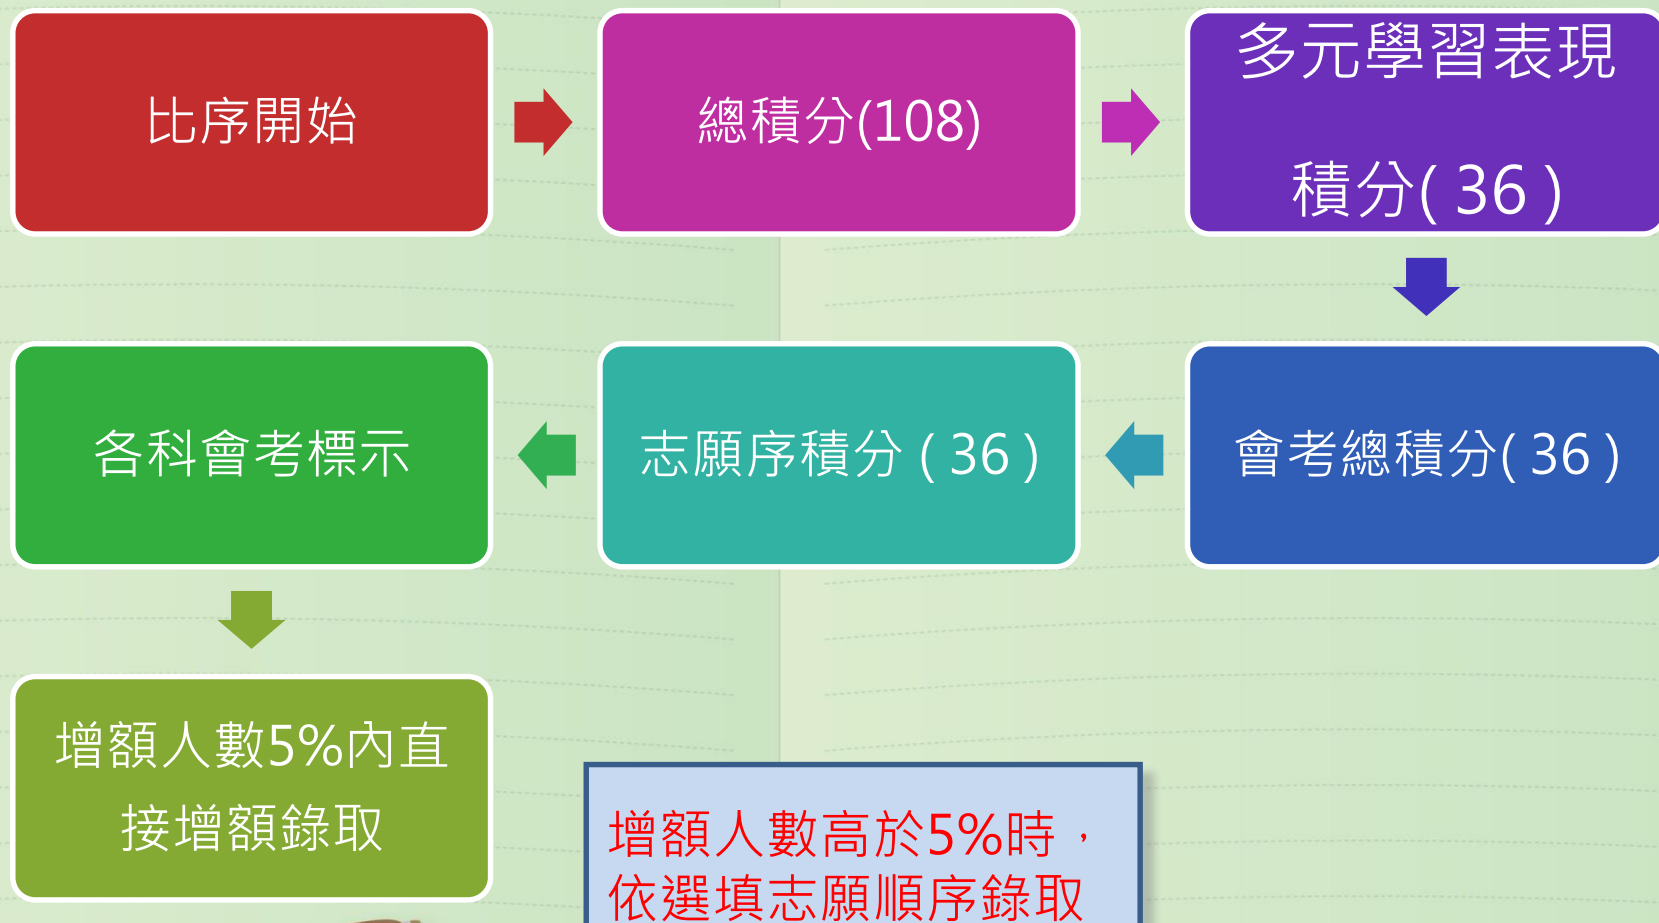 比序開始
總積分(108)
多元學習表現
積分( 36 )
會考總積分( 36 )
志願序積分 ( 36 )
各科會考標示
增額人數5%內直
接增額錄取
增額人數高於5%時，
依選填志願順序錄取